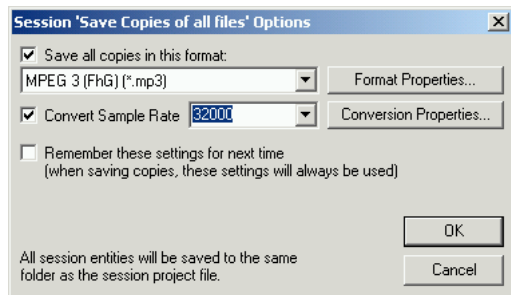 Session 'Save Copies of all files' Options
Save all copies in this format:
MPEG 3 (FhG) (*.mp3)
Format Properties...
Convert Sample Rate
32000
Conversion Properties...
Remember these settings for next time
(when saving copies, these settings will always be used)
OK
All session entities will be saved to the same
folder as the session project file.
Cancel